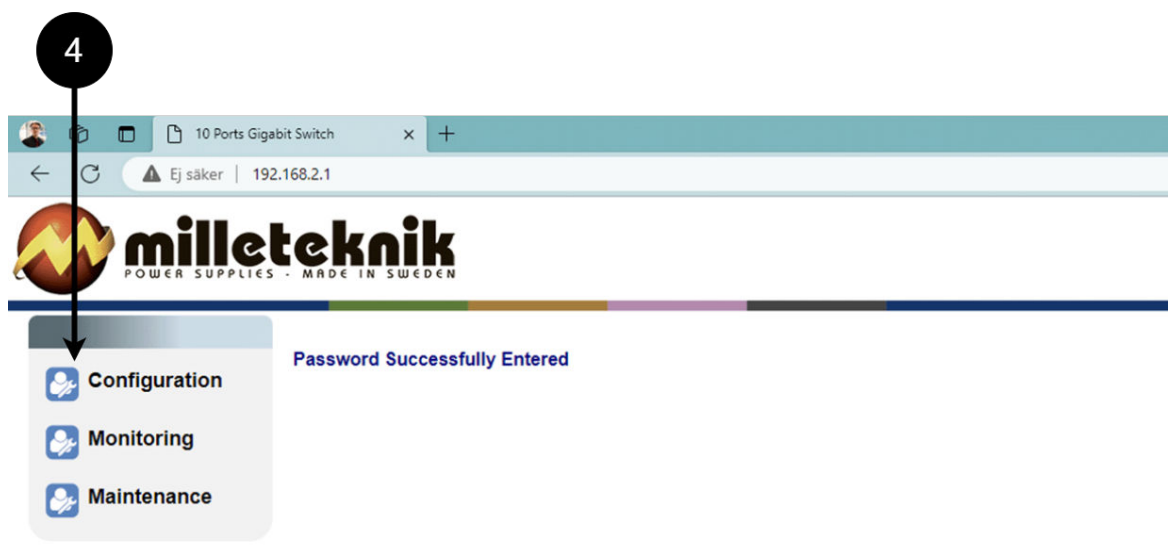 4
10 Ports Gigabit Switch
Ej säker | 192.168.2.1
milleteknik
POWER SUPPLIES - MADE IN SWEDEN
Password Successfully Entered
Configuration
Monitoring
Maintenance